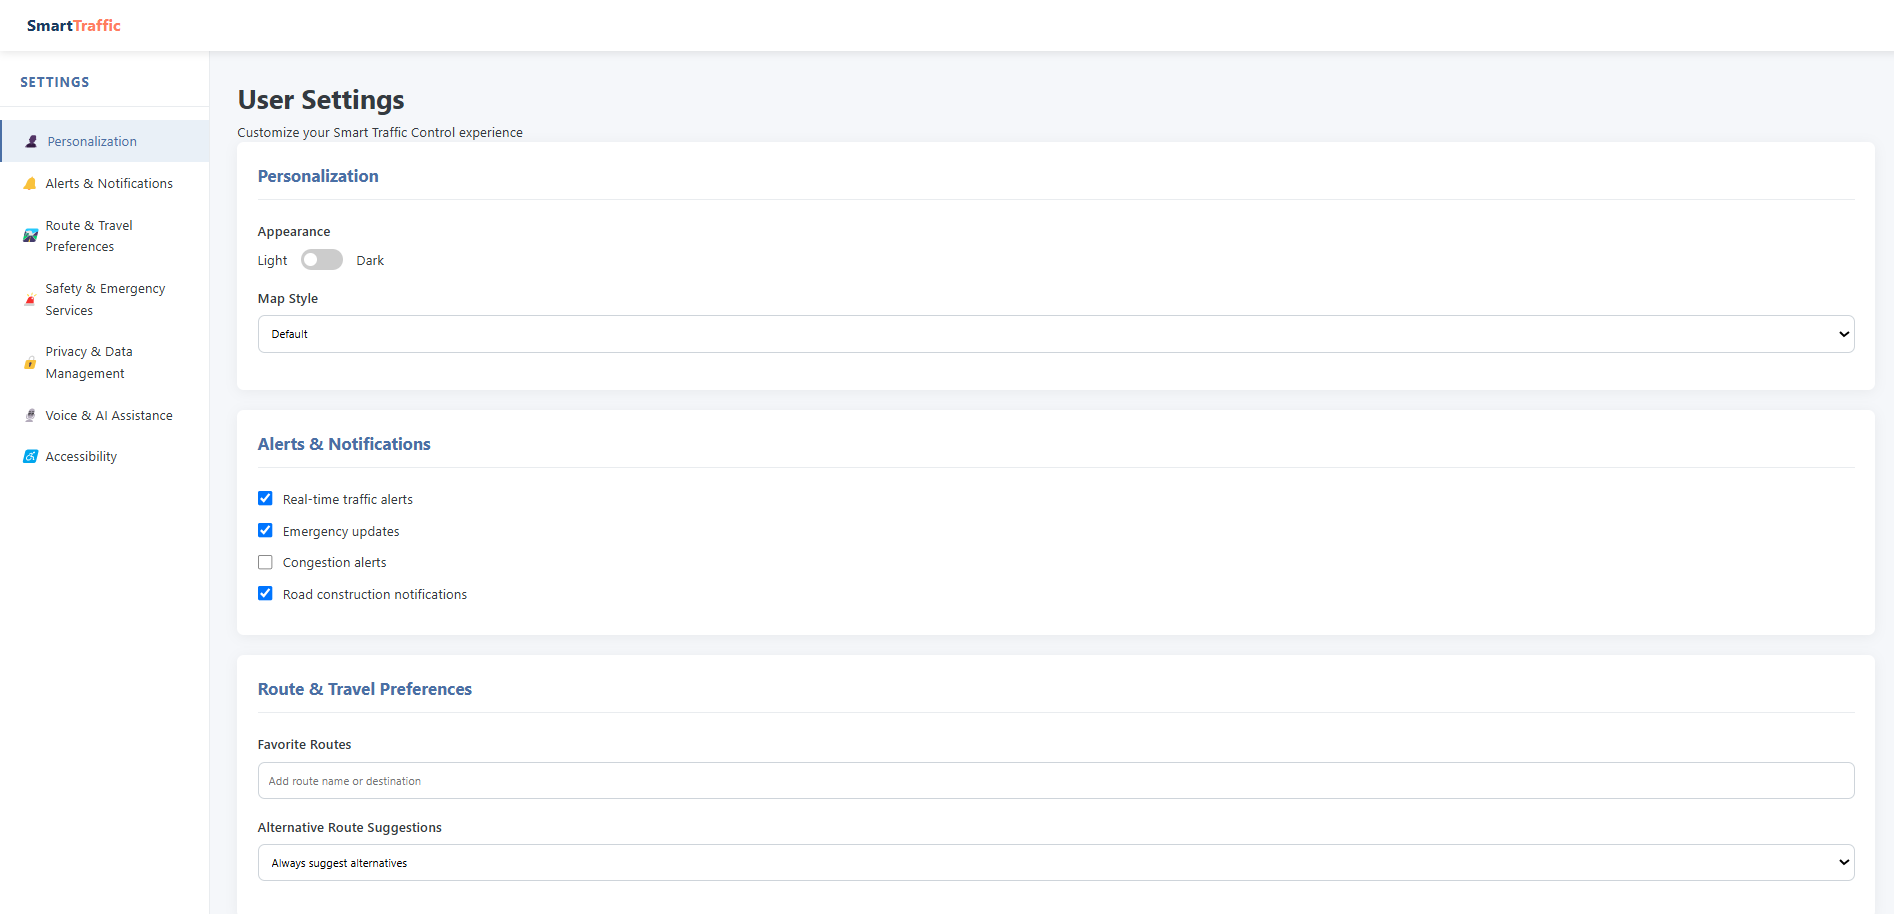 SmartTraffic
SETTINGS
Personalization
Alerts & Notifications
Route & Travel
Preferences
Safety & Emergency
Services
Privacy & Data
Management
Voice & AI Assistance
Accessibility
User Settings
Customize your Smart Traffic Control experience
Personalization
Appearance
Light Dark
Map Style
Default
Alerts & Notifications
Real-time traffic alerts
Emergency updates
Congestion alerts
Road construction notifications
Route & Travel Preferences
Favorite Routes
Add route name or destination
Alternative Route Suggestions
Always suggest alternatives